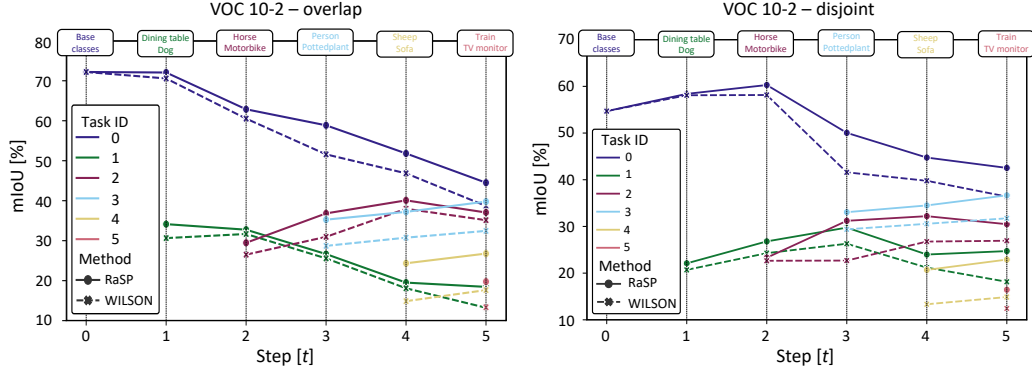 VOC 10-2 – overlap
80
70
60
50
40
30
20
10
mIoU [%]
Base
classes
Dining table
Dog
Horse
Motorbike
Person
Pottedplant
Sheep
Sofa
Train
TV monitor
Task ID
0
1
2
3
4
5
Method
RaSP
WILSON
0 1 2 3 4 5
Step [t]
VOC 10-2 – disjoint
70
60
50
40
30
20
10
mIoU [%]
Base
classes
Dining table
Dog
Horse
Motorbike
Person
Pottedplant
Sheep
Sofa
Train
TV monitor
Task ID
0
1
2
3
4
5
Method
RaSP
WILSON
0 1 2 3 4 5
Step [t]